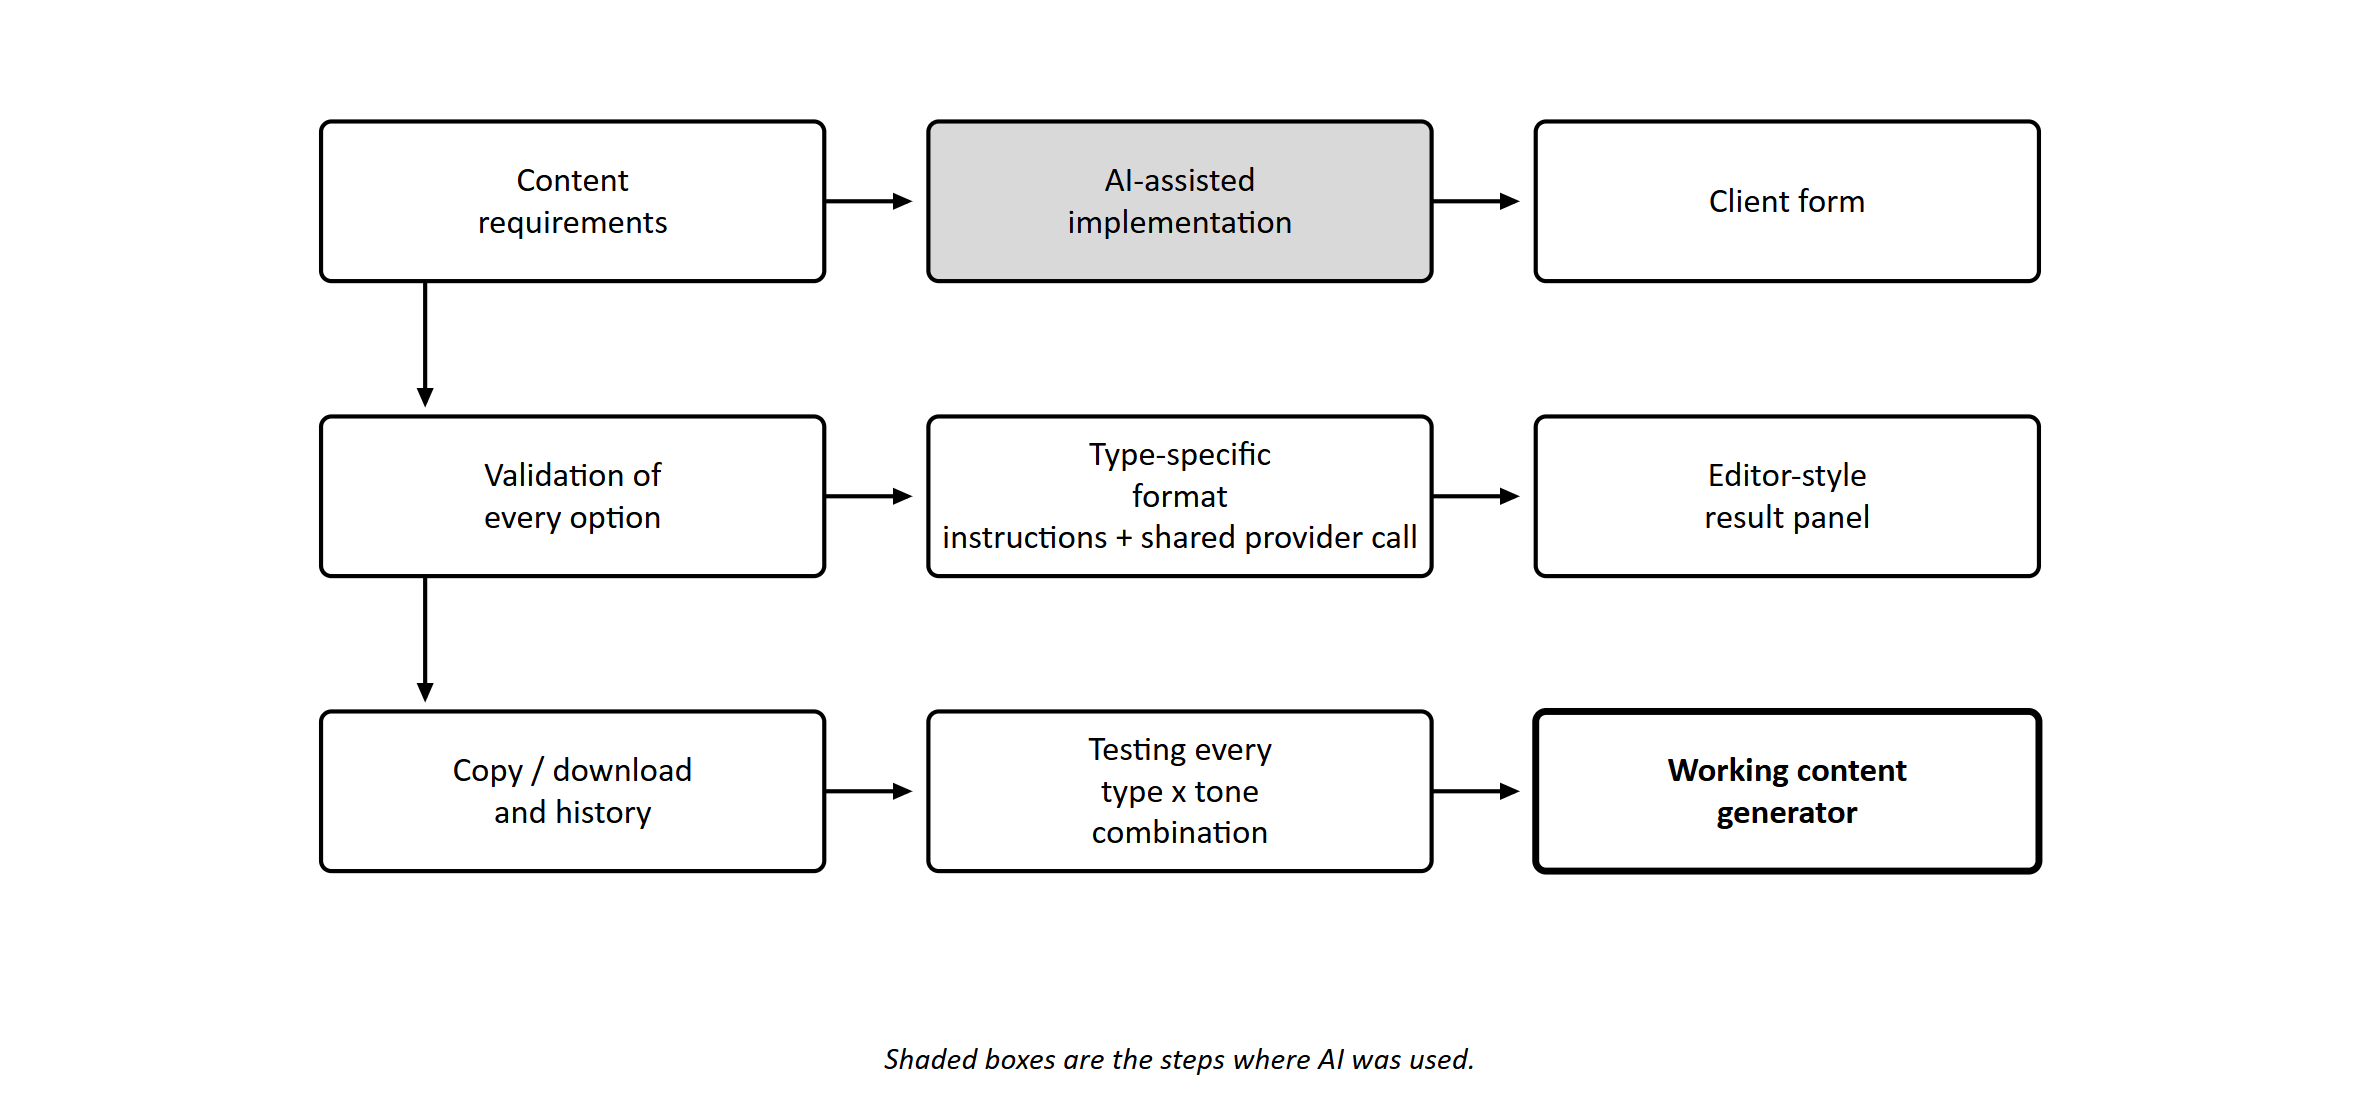 Content
requirements
AI-assisted
implementation
Client form
Validation of
every option
Type-specific
format
instructions + shared provider call
Editor-style
result panel
Copy / download
and history
Testing every
type x tone
combination
Working content
generator
Shaded boxes are the steps where AI was used.